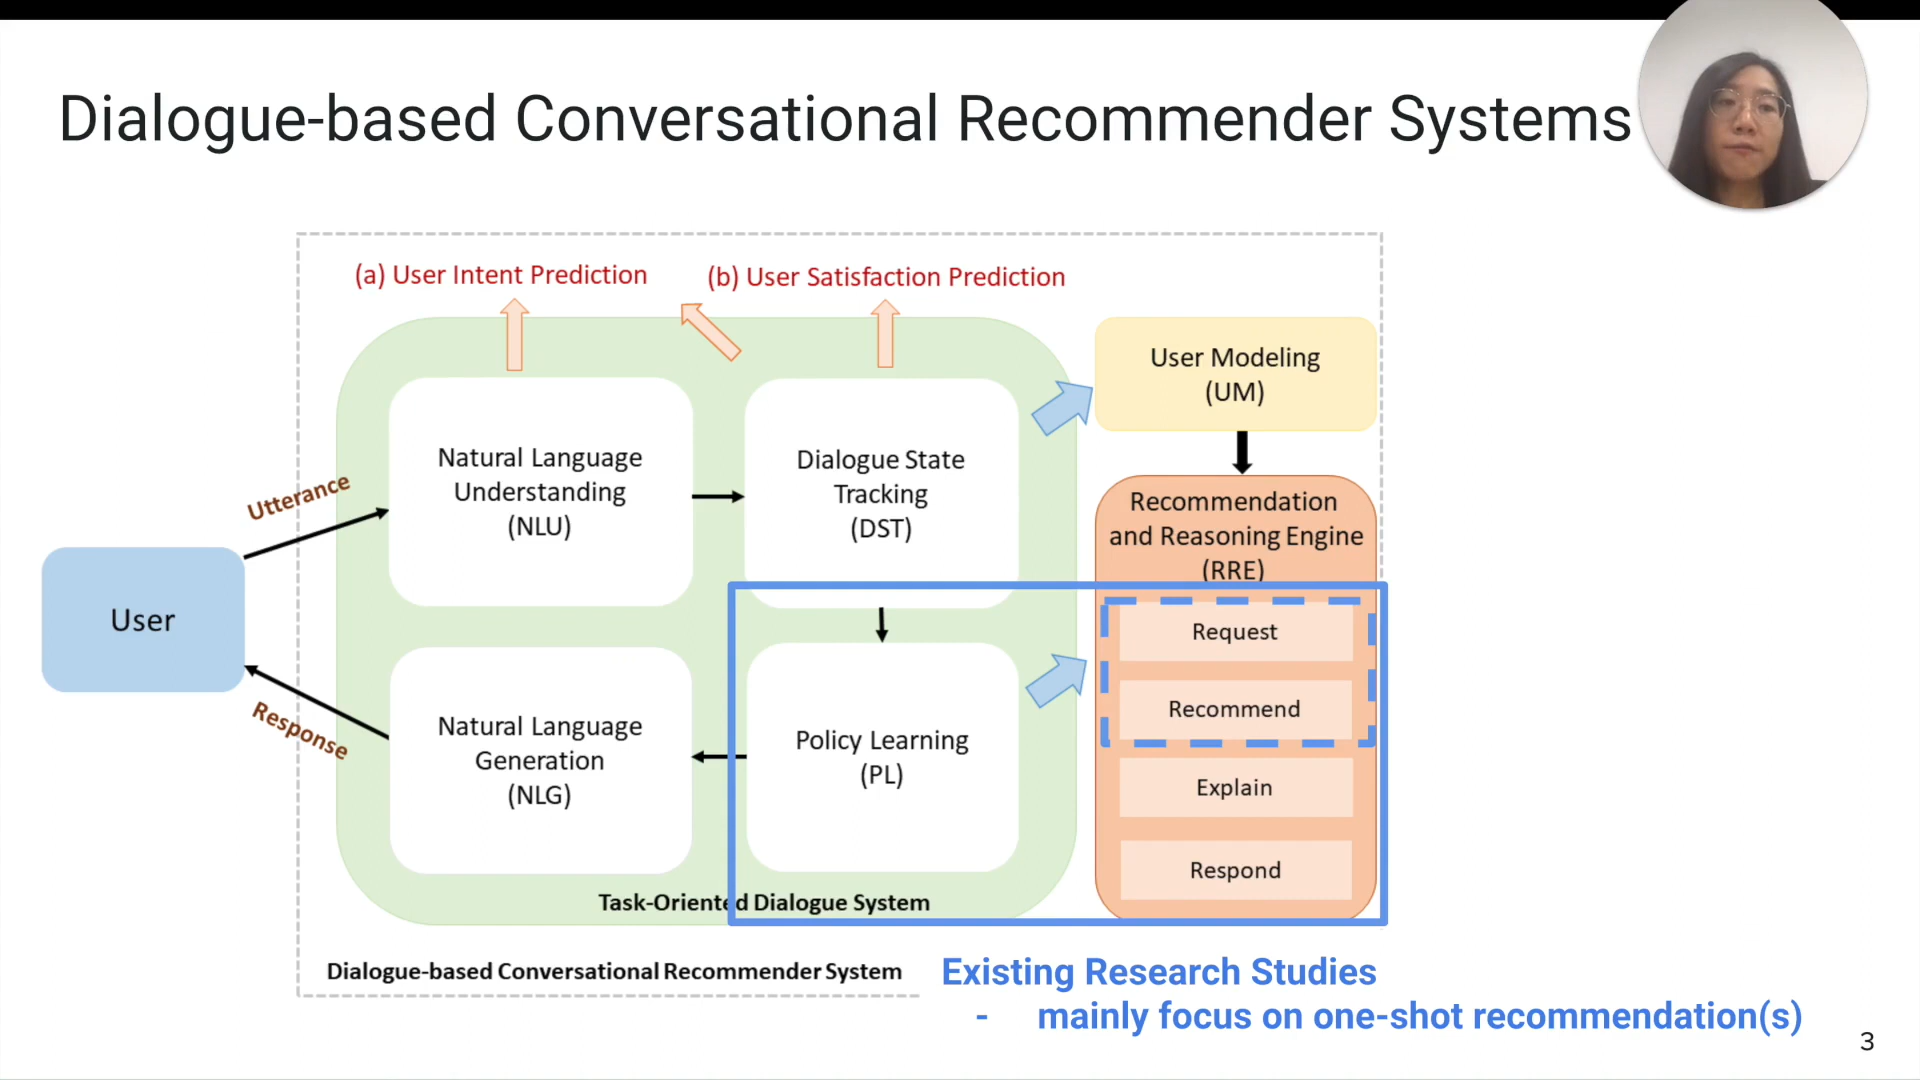 Dialogue-based Conversational Recommender Systems
(a) User Intent Prediction
(b) User Satisfaction Prediction
User Modeling
(UM)
Natural Language
Understanding
(NLU)
Dialogue State
Tracking
(DST)
Recommendation
and Reasoning Engine
(RRE)
Utterance
User
Response
Request
Recommend
Explain
Respond
Natural Language
Generation
(NLG)
Policy Learning
(PL)
Task-Oriented Dialogue System
Dialogue-based Conversational Recommender System
Existing Research Studies
- mainly focus on one-shot recommendation(s)
3